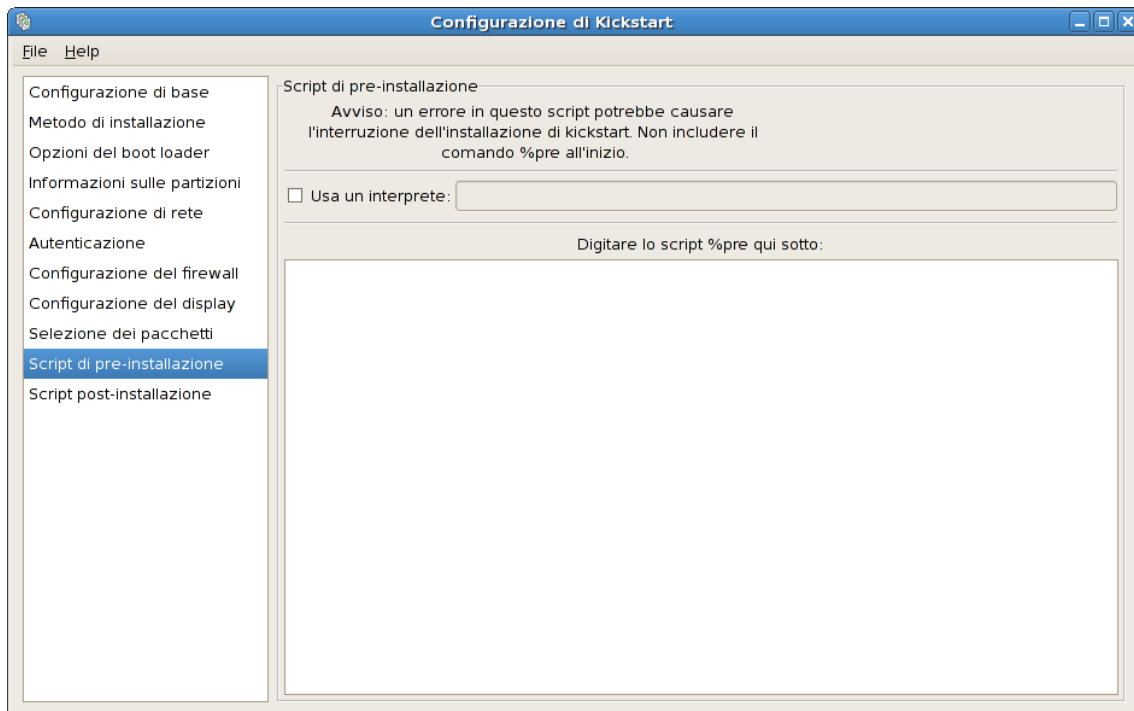 Configurazione di Kickstart
File Help
Configurazione di base
Metodo di installazione
Opzioni del boot loader
Informazioni sulle partizioni
Configurazione di rete
Autenticazione
Configurazione del firewall
Configurazione del display
Selezione dei pacchetti
Script di pre-installazione
Script post-installazione
Script di pre-installazione
Avviso: un errore in questo script potrebbe causare
l'interruzione dell'installazione di kickstart. Non includere il
comando %pre all'inizio.
Usa un interprete:
Digitare lo script %pre qui sotto: